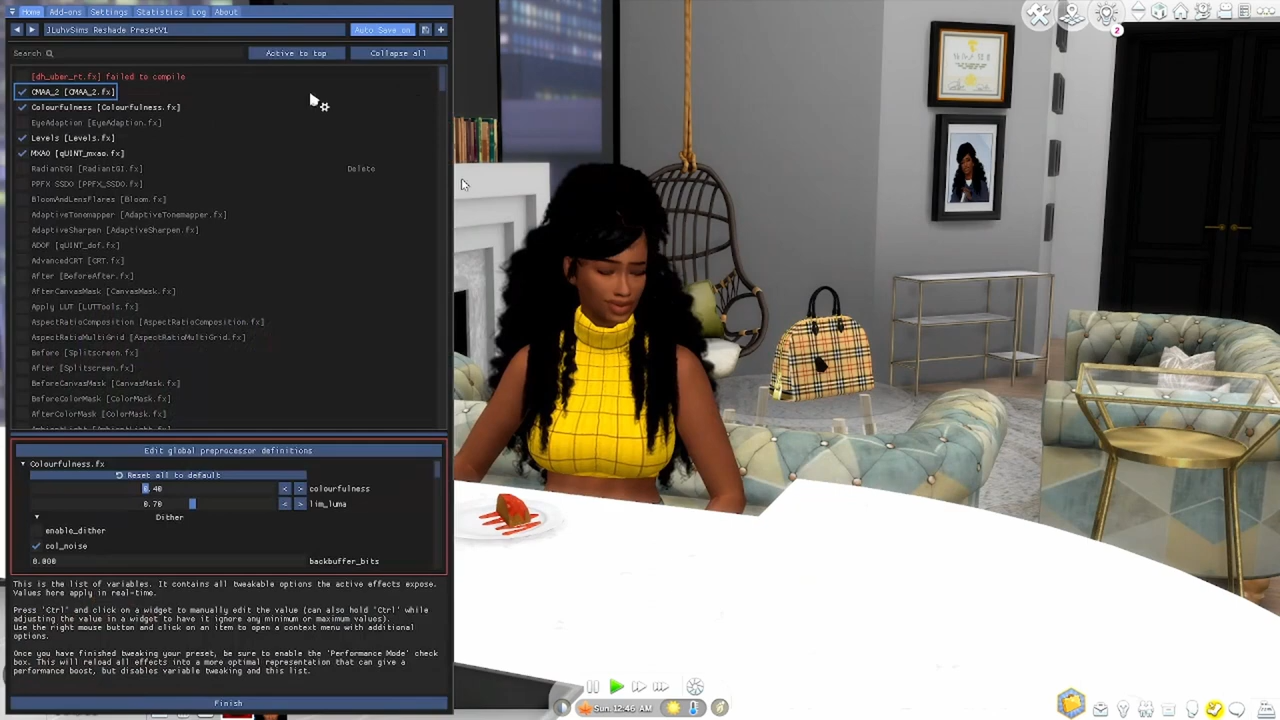 Home Add-ons Settings Statistics Log About
JLuhvSims Reshade PresetV1 Auto Save on
Search Active to top Collapse all
[dh_uber_rt.fx] failed to compile
CMAA_2 [CMAA_2.fx]
Colourfulness [Colourfulness.fx]
EyeAdaption [EyeAdaption.fx]
Levels [Levels.fx]
MXAO [qUINT_mxao.fx]
RadiantGI [RadiantGI.fx] Delete
PPFX SSDO [PPFX_SSDO.fx]
BloomAndLensFlares [Bloom.fx]
AdaptiveTonemapper [AdaptiveTonemapper.fx]
AdaptiveSharpen [AdaptiveSharpen.fx]
ADOF [qUINT_dof.fx]
AdvancedCRT [CRT.fx]
After [BeforeAfter.fx]
AfterCanvasMask [CanvasMask.fx]
Apply LUT [LUTTools.fx]
AspectRatioComposition [AspectRatioComposition.fx]
AspectRatioMultiGrid [AspectRatioMultiGrid.fx]
Before [Splitscreen.fx]
After [Splitscreen.fx]
BeforeCanvasMask [CanvasMask.fx]
BeforeColorMask [ColorMask.fx]
AfterColorMask [ColorMask.fx]
AmbientLight [AmbientLight.fx]
Edit global preprocessor definitions
Colourfulness.fx
Reset all to default
0.40 < > colourfulness
0.70 < > lim_luma
Dither
enable_dither
col_noise
0.000 backbuffer_bits
This is the list of variables. It contains all tweakable options the active effects expose.
Values here apply in real-time.
Press 'Ctrl' and click on a widget to manually edit the value (can also hold 'Ctrl' while
adjusting the value in a widget to have it ignore any minimum or maximum values).
Use the right mouse button and click on an item to open a context menu with additional
options.
Once you have finished tweaking your preset, be sure to enable the 'Performance Mode' check
box. This will reload all effects into a more optimal representation that can give a
performance boost, but disables variable tweaking and this list.
Finish
2
Sun. 12:46 AM